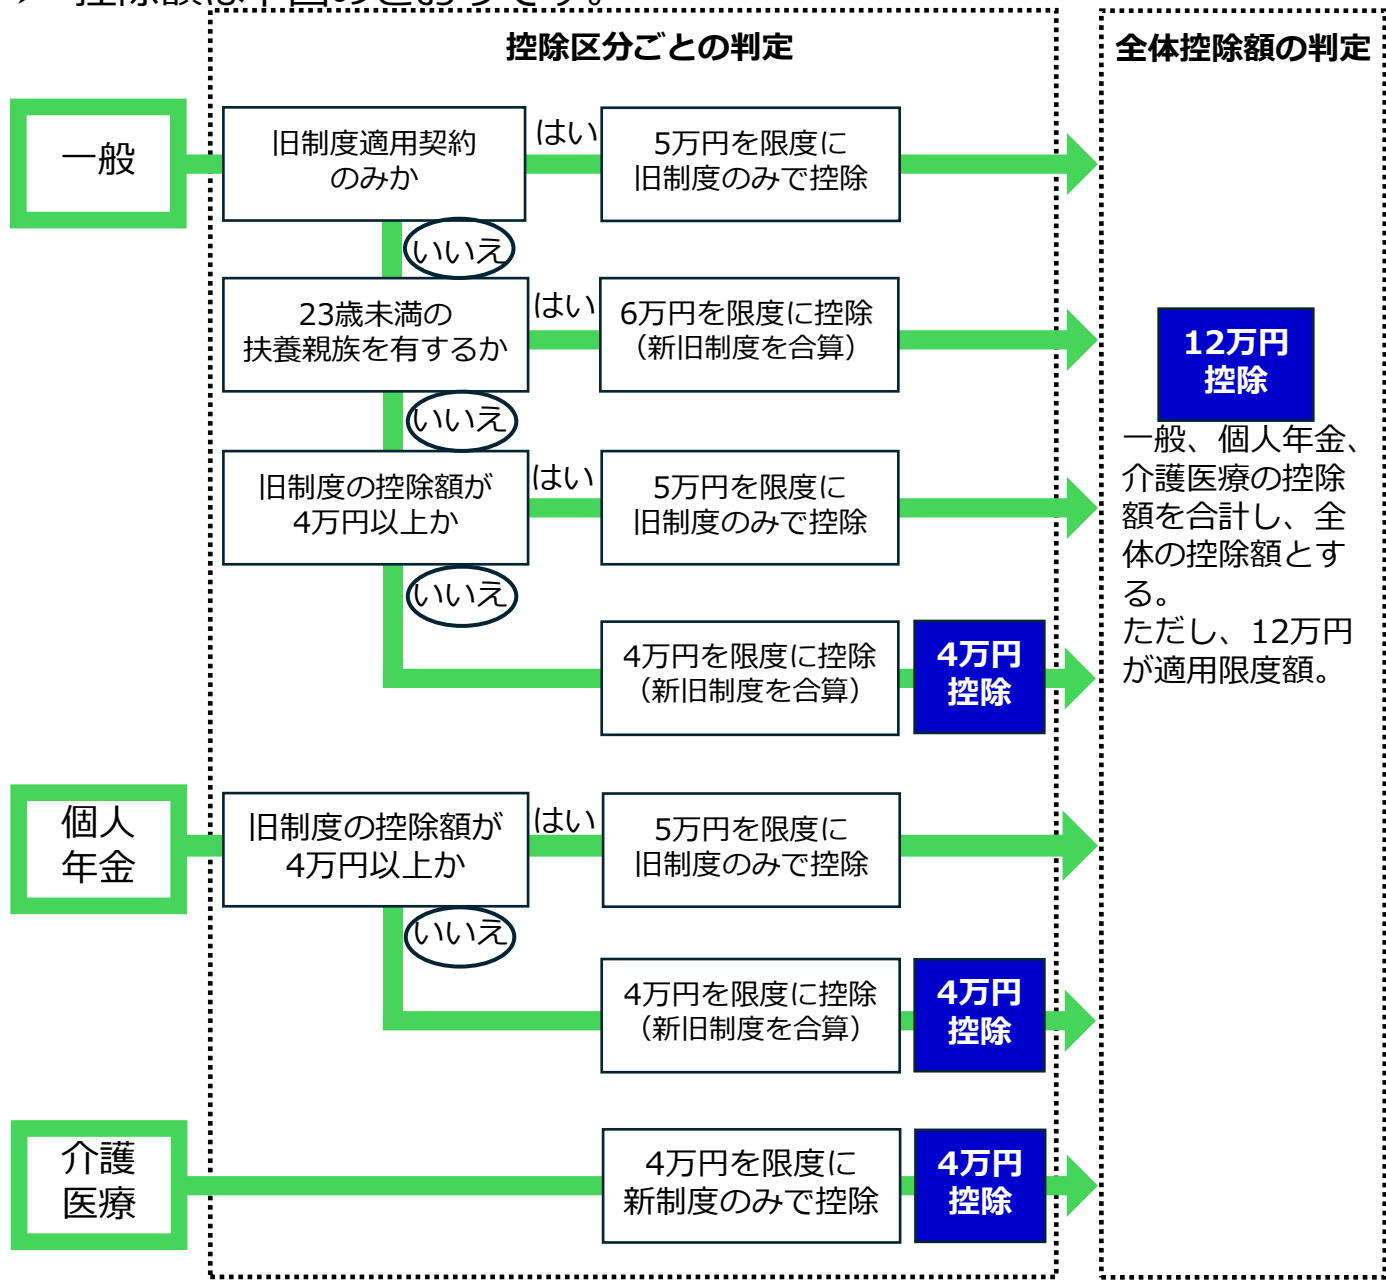 控除額は下図のとおりです。
控除区分ごとの判定
全体控除額の判定
一般
旧制度適用契約
のみか
はい
5万円を限度に
旧制度のみで控除
いいえ
23歳未満の
扶養親族を有するか
はい
6万円を限度に控除
（新旧制度を合算）
いいえ
旧制度の控除額が
4万円以上か
はい
5万円を限度に
旧制度のみで控除
いいえ
4万円を限度に控除
（新旧制度を合算）
4万円
控除
12万円
控除
一般、個人年金、
介護医療の控除
額を合計し、全
体の控除額とす
る。
ただし、12万円
が適用限度額。
個人
年金
旧制度の控除額が
4万円以上か
はい
5万円を限度に
旧制度のみで控除
いいえ
4万円を限度に控除
（新旧制度を合算）
4万円
控除
介護
医療
4万円を限度に
新制度のみで控除
4万円
控除